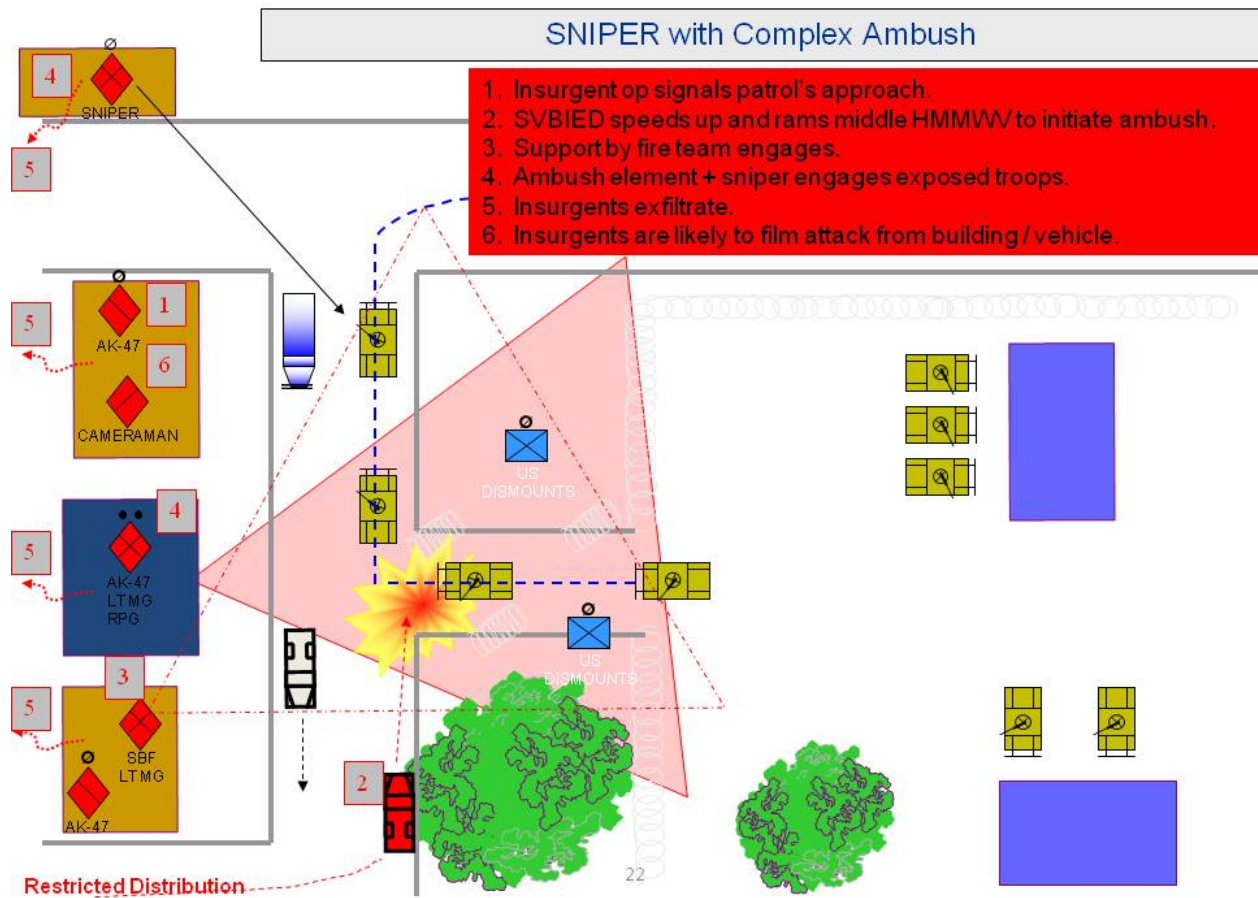 SNIPER with Complex Ambush
1. Insurgent op signals patrol's approach.
2. SVBIED speeds up and rams middle HMMWV to initiate ambush.
3. Support by fire team engages.
4. Ambush element + sniper engages exposed troops.
5. Insurgents exfiltrate.
6. Insurgents are likely to film attack from building / vehicle.
4
SNIPER
5
5
1
AK-47
6
CAMERAMAN
US
DISMOUNTS
5
4
AK-47
LTMG
RPG
3
US
DISMOUNTS
5
SBF
LTMG
AK-47
2
22
Restricted Distribution